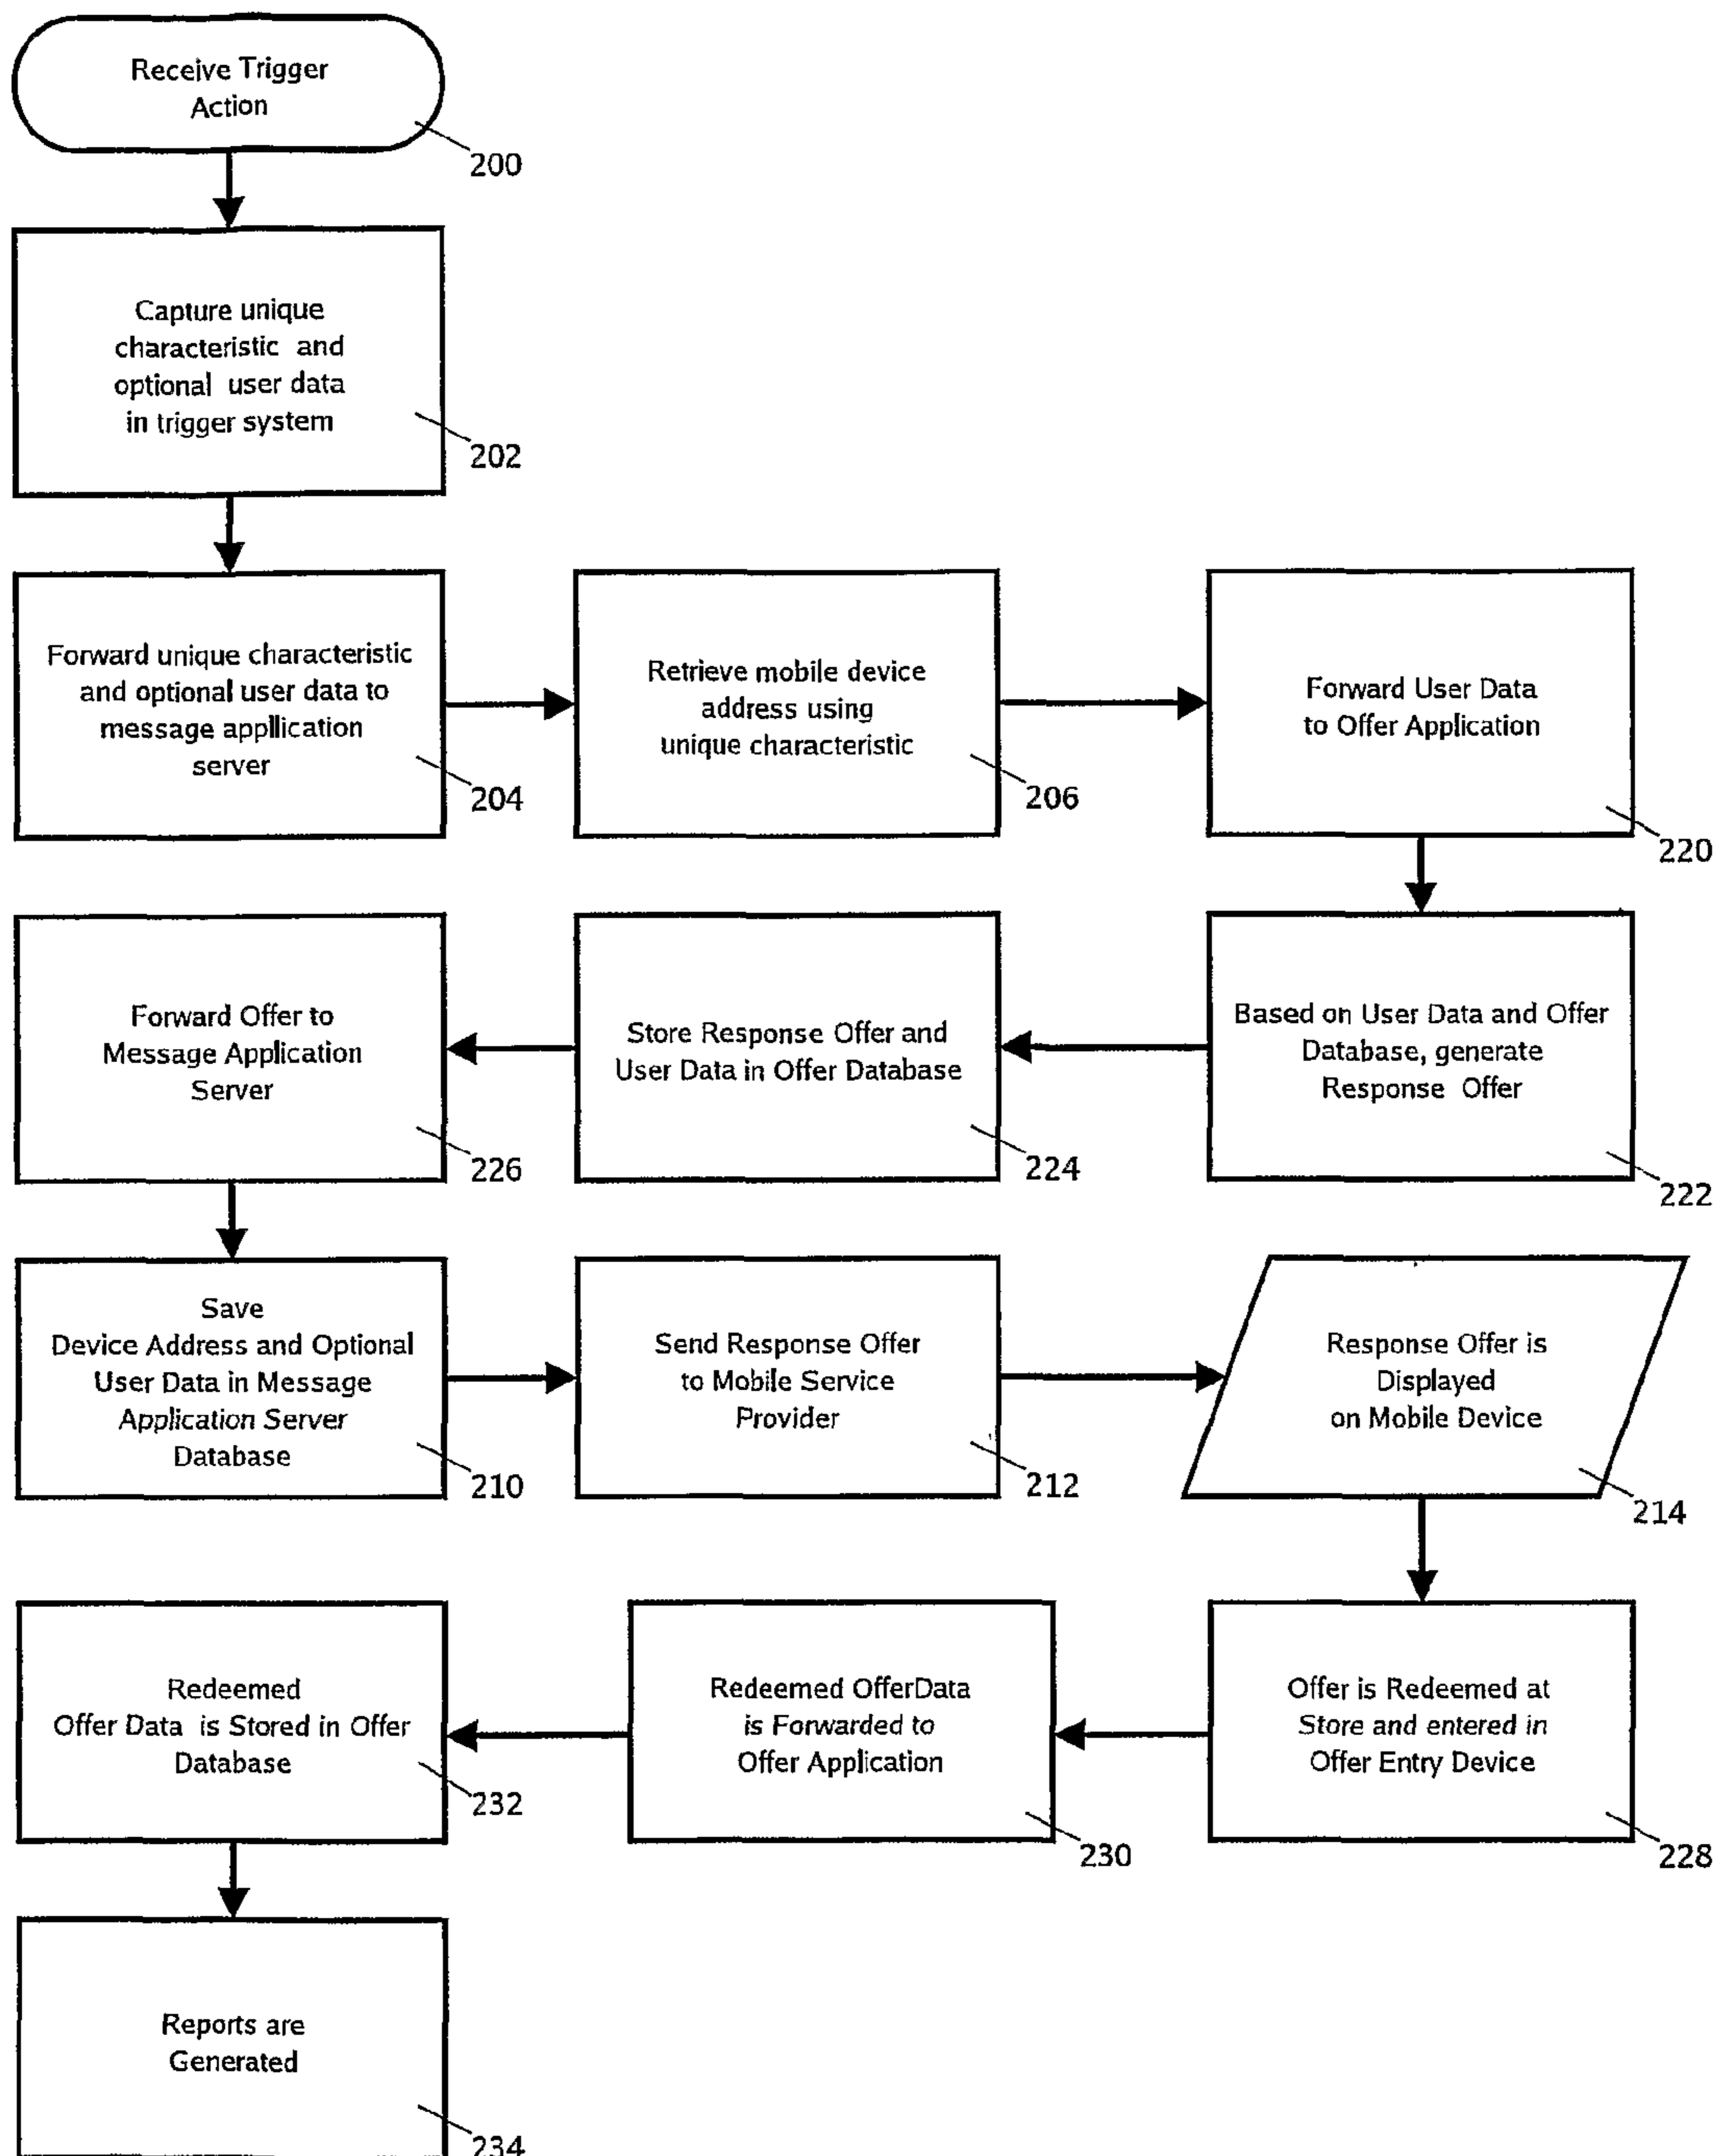 Receive Trigger
Action
200
Capture unique
characteristic and
optional user data
in trigger system
202
Forward unique characteristic
and optional user data to
message appllication
server
204
Retrieve mobile device
address using
unique characteristic
206
Forward User Data
to Offer Application
220
Based on User Data and Offer
Database, generate
Response Offer
222
Store Response Offer and
User Data in Offer Database
224
Forward Offer to
Message Application
Server
226
Save
Device Address and Optional
User Data in Message
Application Server
Database
210
Send Response Offer
to Mobile Service
Provider
212
Response Offer is
Displayed
on Mobile Device
214
Offer is Redeemed at
Store and entered in
Offer Entry Device
228
Redeemed OfferData
is Forwarded to
Offer Application
230
Redeemed
Offer Data is Stored in Offer
Database
232
Reports are
Generated
234